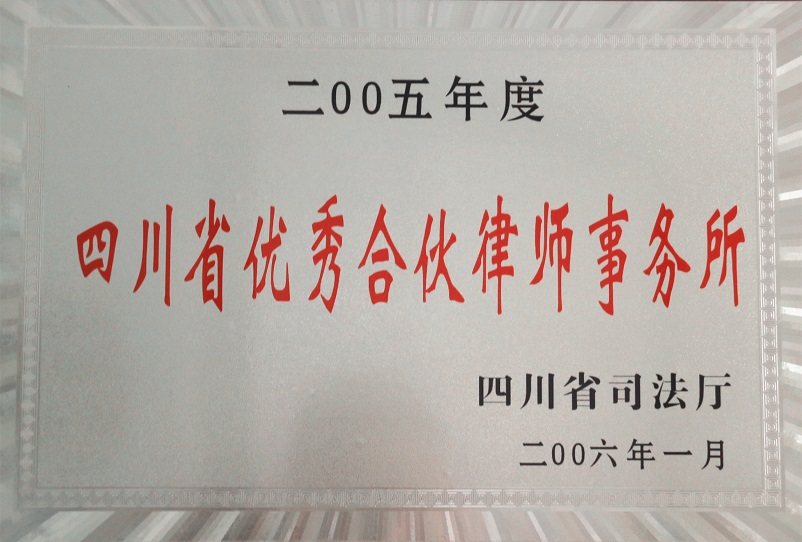 二00五年度
四川省优秀合伙律师事务所
四川省司法厅
二00六年一月